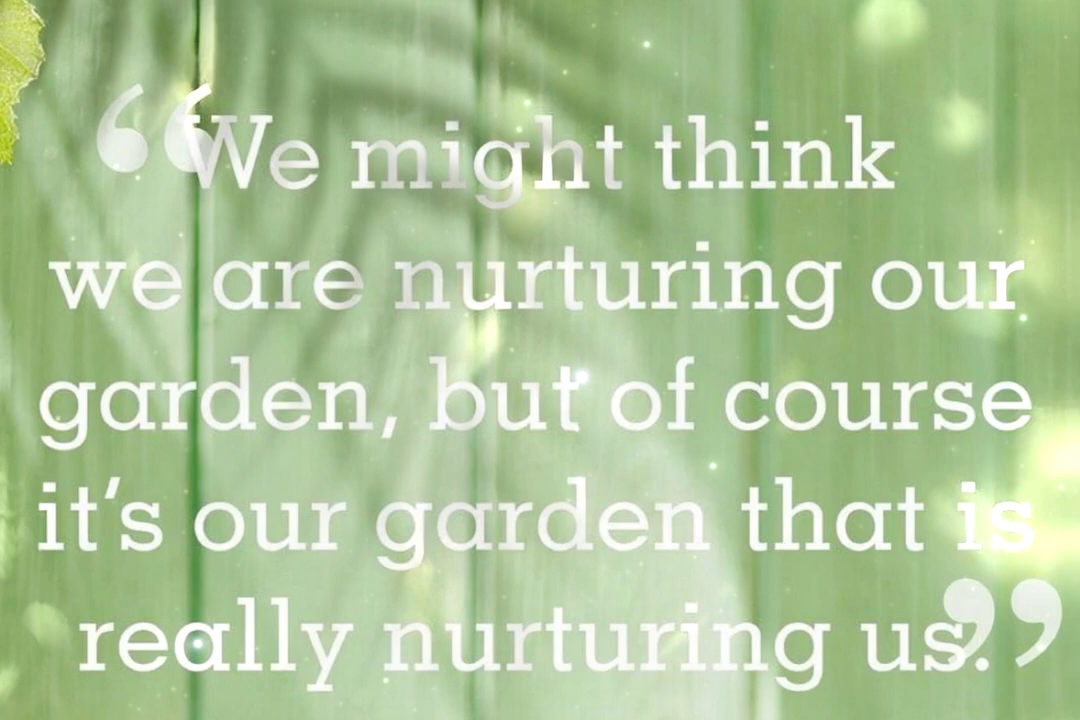 “We might think
we are nurturing our
garden, but of course
it’s our garden that is
really nurturing us.”